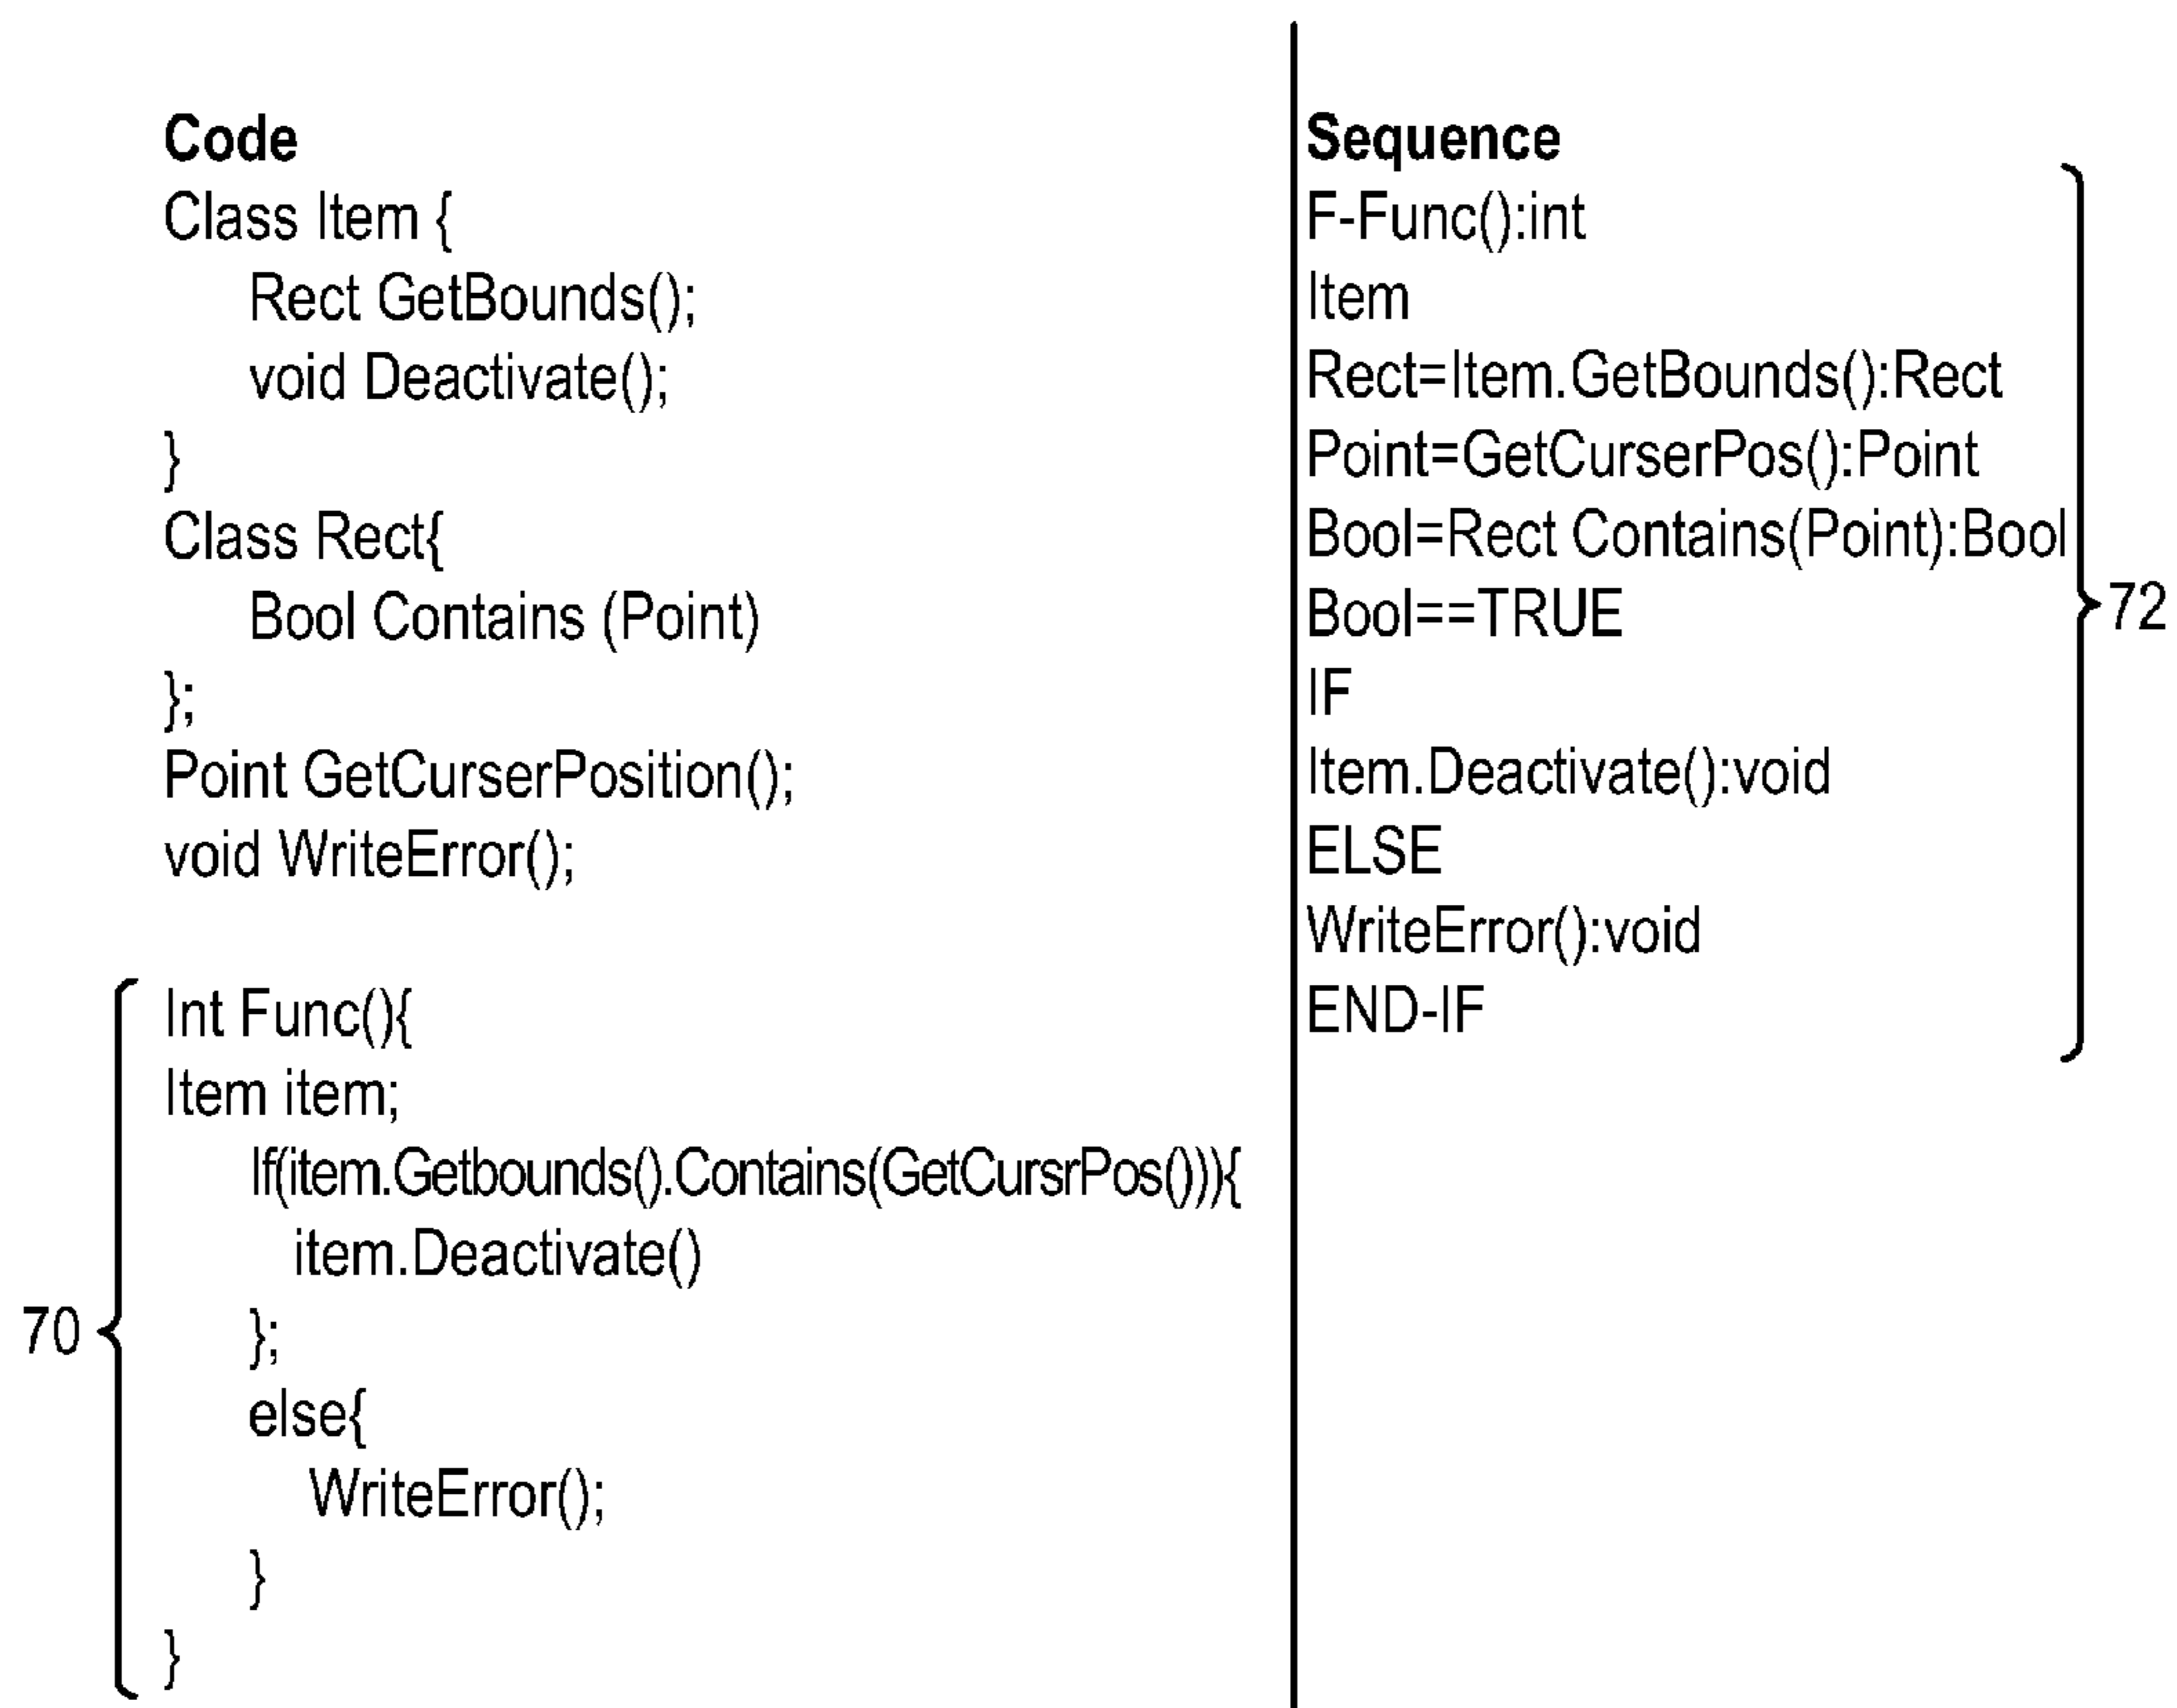 Code
Class Item {
Rect GetBounds();
void Deactivate();
}
Class Rect{
Bool Contains (Point)
};
Point GetCurserPosition();
void WriteError();
70
Int Func(){
Item item;
If(item.Getbounds().Contains(GetCursrPos())){
item.Deactivate()
};
else{
WriteError();
}
}
Sequence
F-Func():int
Item
Rect=Item.GetBounds():Rect
Point=GetCurserPos():Point
Bool=Rect Contains(Point):Bool
Bool==TRUE
IF
Item.Deactivate():void
ELSE
WriteError():void
END-IF
72